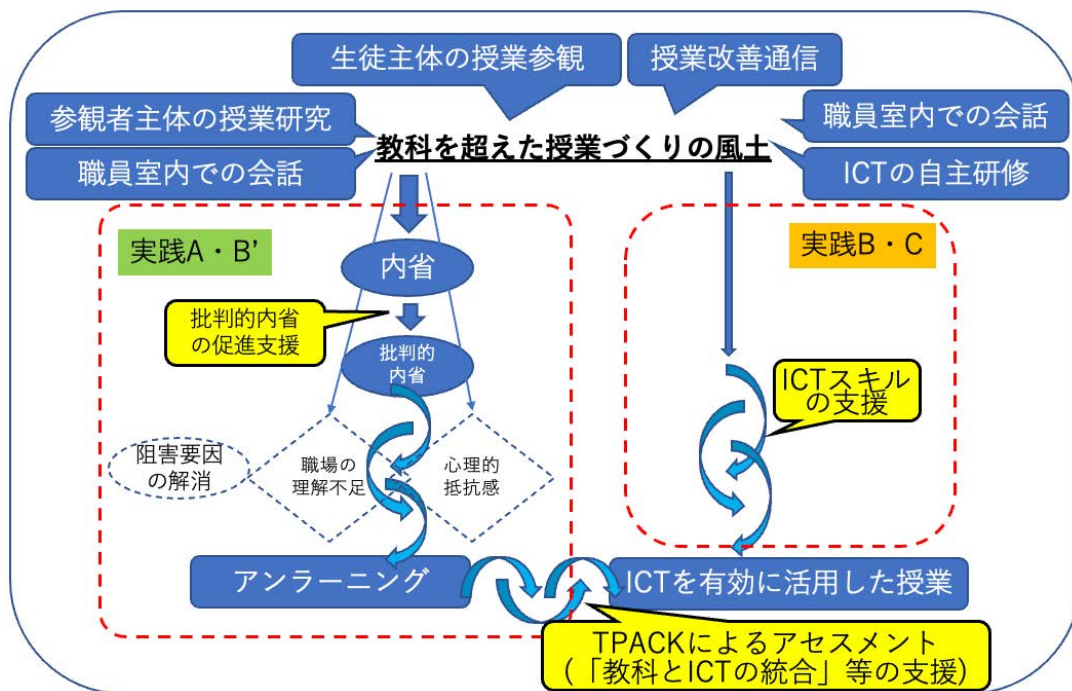 生徒主体の授業参観
授業改善通信
参観者主体の授業研究
職員室内での会話
教科を超えた授業づくりの風土
職員室内での会話
ICTの自主研修
実践A・B’
実践B・C
内省
批判的内省
の促進支援
批判的
内省
ICTスキル
の支援
阻害要因
の解消
職場の
理解不足
心理的
抵抗感
アンラーニング
ICTを有効に活用した授業
TPACKによるアセスメント
(「教科とICTの統合」等の支援)